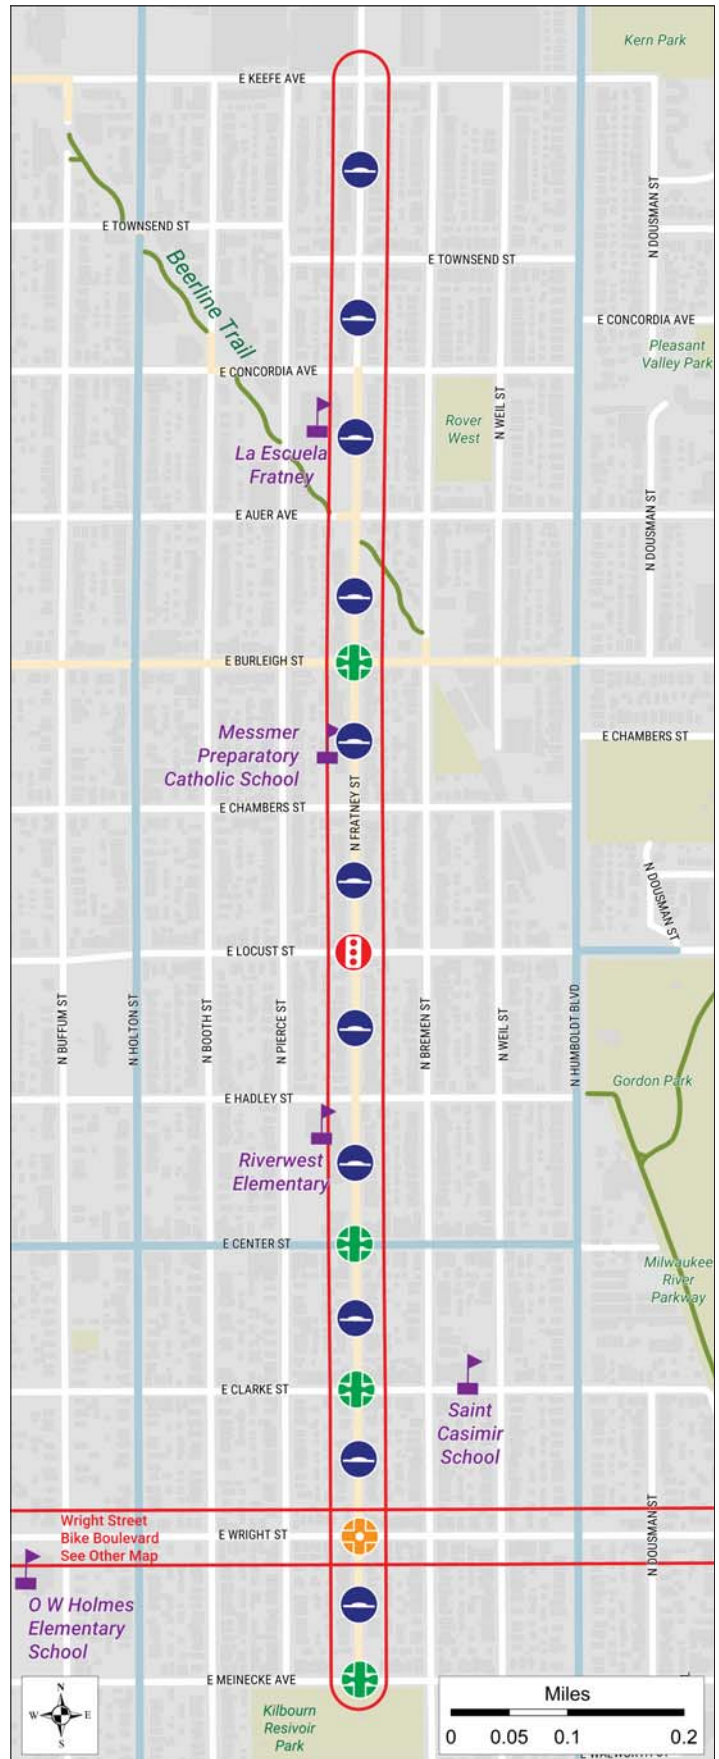 Kern Park
E KEEFE AVE
N DOUSMAN ST
E TOWNSEND ST
Beerline Trail
E TOWNSEND ST
E CONCORDIA AVE
Pleasant
Valley Park
E CONCORDIA AVE
N WEIL ST
Rover
West
La Escuela
Fratney
E AUER AVE
N DOUSMAN ST
E BURLEIGH ST
Messmer
Preparatory
Catholic School
E CHAMBERS ST
N FRATNEY ST
E CHAMBERS ST
N DOUSMAN ST
E LOCUST ST
N BUFFUM ST
N HOLTON ST
N BOOTH ST
N PIERCE ST
N BREMEN ST
N WEIL ST
N HUMBOLDT BLVD
Gordon Park
E HADLEY ST
Riverwest
Elementary
E CENTER ST
Milwaukee
River
Parkway
E CLARKE ST
Saint
Casimir
School
Wright Street
Bike Boulevard
See Other Map
E WRIGHT ST
N DOUSMAN ST
O W Holmes
Elementary
School
E MEINECKE AVE
Kilbourn
Resivoir
Park
N
W E
S
Miles
0 0.05 0.1 0.2